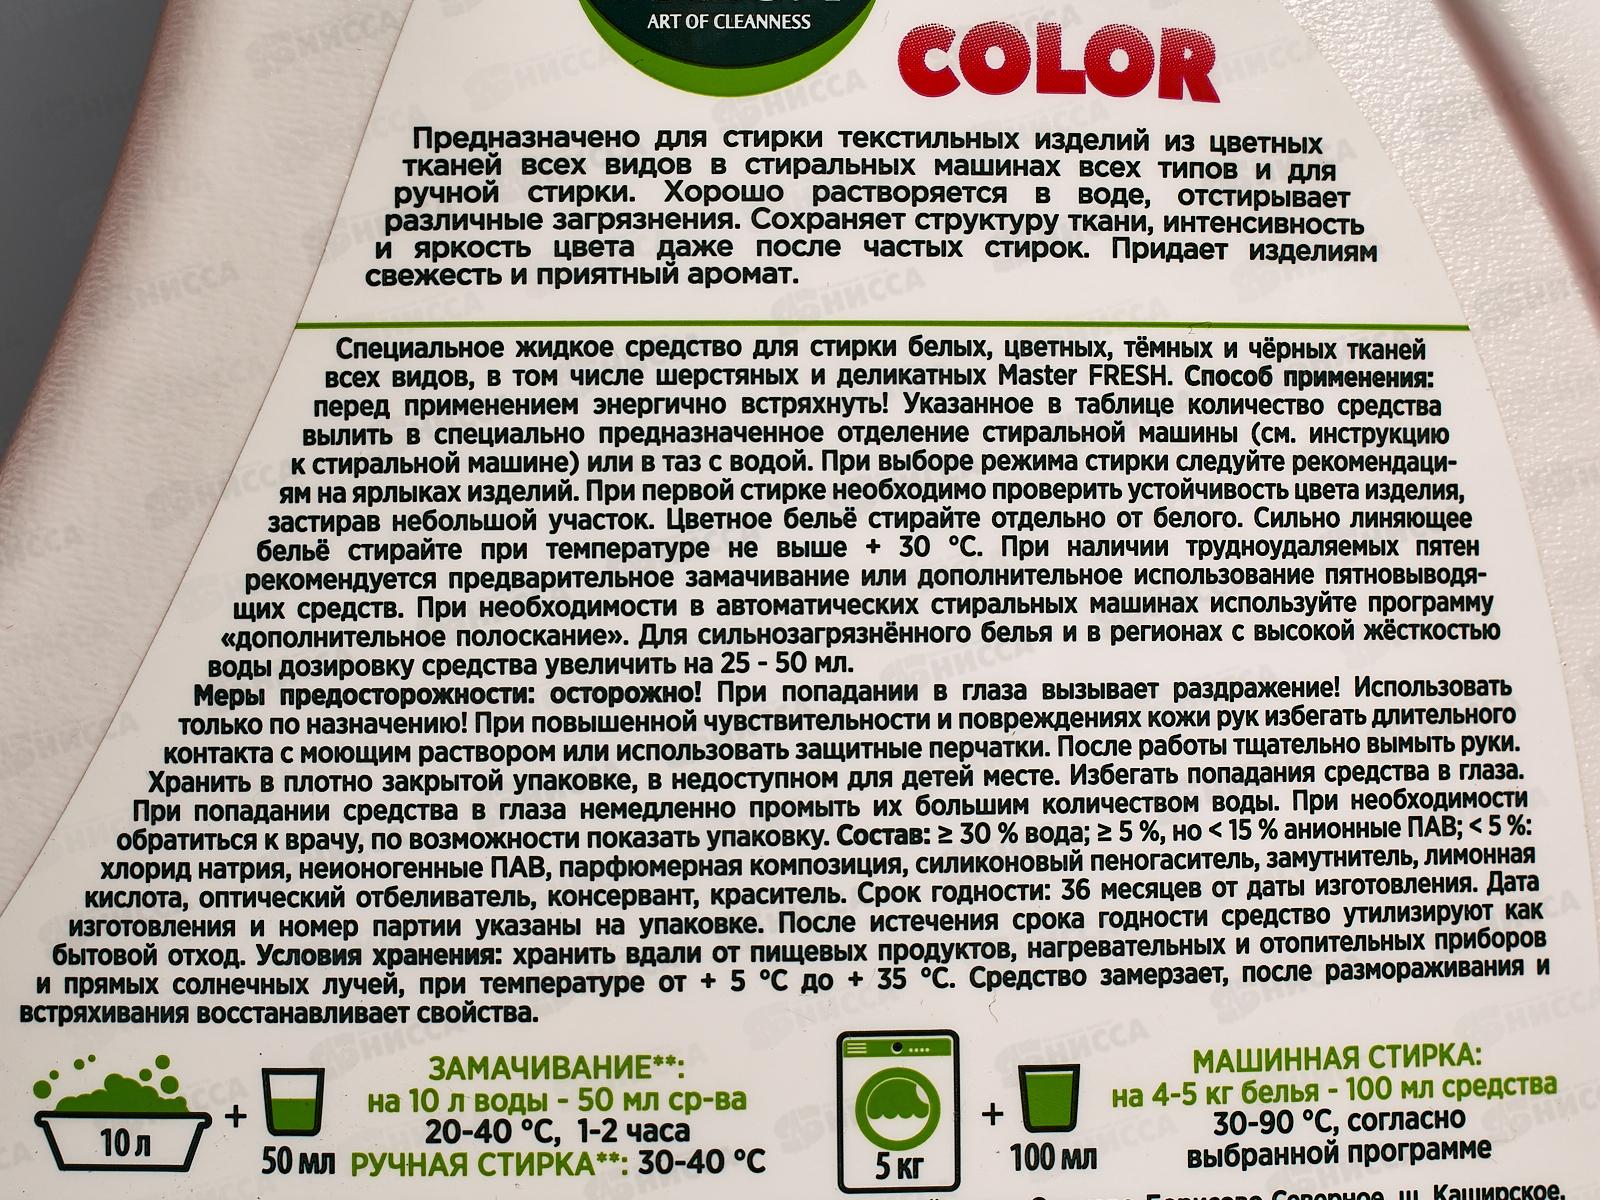 ART OF CLEANNESS
COLOR
Предназначено для стирки текстильных изделий из цветных
тканей всех видов в стиральных машинах всех типов и для
ручной стирки. Хорошо растворяется в воде, отстирывает
различные загрязнения. Сохраняет структуру ткани, интенсивность
и яркость цвета даже после частых стирок. Придает изделиям
свежесть и приятный аромат.
Специальное жидкое средство для стирки белых, цветных, тёмных и чёрных тканей
всех видов, в том числе шерстяных и деликатных Master FRESH. Способ применения:
перед применением энергично встряхнуть! Указанное в таблице количество средства
вылить в специально предназначенное отделение стиральной машины (см. инструкцию
к стиральной машине) или в таз с водой. При выборе режима стирки следуйте рекомендаци-
ям на ярлыках изделий. При первой стирке необходимо проверить устойчивость цвета изделия,
застирав небольшой участок. Цветное бельё стирайте отдельно от белого. Сильно линяющее
бельё стирайте при температуре не выше + 30 °С. При наличии трудноудаляемых пятен
рекомендуется предварительное замачивание или дополнительное использование пятновыводя-
щих средств. При необходимости в автоматических стиральных машинах используйте программу
«дополнительное полоскание». Для сильнозагрязнённого белья и в регионах с высокой жёсткостью
воды дозировку средства увеличить на 25 - 50 мл.
Меры предосторожности: осторожно! При попадании в глаза вызывает раздражение! Использовать
только по назначению! При повышенной чувствительности и повреждениях кожи рук избегать длительного
контакта с моющим раствором или использовать защитные перчатки. После работы тщательно вымыть руки.
Хранить в плотно закрытой упаковке, в недоступном для детей месте. Избегать попадания средства в глаза.
При попадании средства в глаза немедленно промыть их большим количеством воды. При необходимости
обратиться к врачу, по возможности показать упаковку. Состав: ≥ 30 % вода; ≥ 5 %, но < 15 % анионные ПАВ; < 5 %:
хлорид натрия, неионогенные ПАВ, парфюмерная композиция, силиконовый пеногаситель, замутнитель, лимонная
кислота, оптический отбеливатель, консервант, краситель. Срок годности: 36 месяцев от даты изготовления. Дата
изготовления и номер партии указаны на упаковке. После истечения срока годности средство утилизируют как
бытовой отход. Условия хранения: хранить вдали от пищевых продуктов, нагревательных и отопительных приборов
и прямых солнечных лучей, при температуре от + 5 °С до + 35 °С. Средство замерзает, после размораживания и
встряхивания восстанавливает свойства.
10 л
+
50 мл
ЗАМАЧИВАНИЕ**:
на 10 л воды - 50 мл ср-ва
20-40 °С, 1-2 часа
РУЧНАЯ СТИРКА**: 30-40 °С
5 кг
+
100 мл
МАШИННАЯ СТИРКА:
на 4-5 кг белья - 100 мл средства
30-90 °С, согласно
выбранной программе
Борисово Северное, ш. Каширское,
НИССА